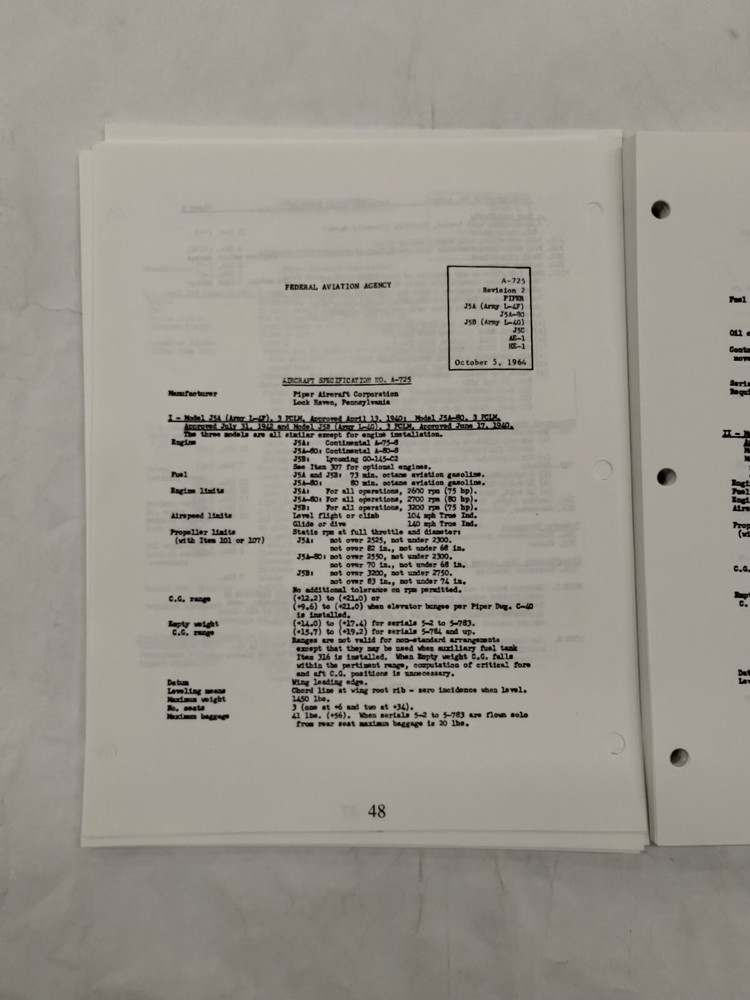 FEDERAL AVIATION AGENCY
A-725
Revision 2
PIPER
J5A (Army L-4F)
J5A-80
J5B (Army L-4G)
J5C
AE-1
HE-1
October 5, 1964
AIRCRAFT SPECIFICATION NO. A-725
Manufacturer Piper Aircraft Corporation
Lock Haven, Pennsylvania
I - Model J5A (Army L-4F), 3 PCLM, Approved April 13, 1940; Model J5A-80, 3 PCLM,
Approved July 31, 1942 and Model J5B (Army L-4G), 3 PCLM, Approved June 17, 1940.
The three models are all similar except for engine installation.
Engine J5A: Continental A-75-8
J5A-80: Continental A-80-8
J5B: Lycoming GO-145-C2
See Item 307 for optional engines.
Fuel J5A and J5B: 73 min. octane aviation gasoline.
J5A-80: 80 min. octane aviation gasoline.
Engine limits J5A: For all operations, 2600 rpm (75 hp).
J5A-80: For all operations, 2700 rpm (80 hp).
J5B: For all operations, 3200 rpm (75 hp).
Airspeed limits Level flight or climb 104 mph True Ind.
Glide or dive 140 mph True Ind.
Propeller limits Static rpm at full throttle and diameter:
(with Item 101 or 107) J5A: not over 2525, not under 2300.
not over 82 in., not under 68 in.
J5A-80: not over 2550, not under 2300.
not over 70 in., not under 68 in.
J5B: not over 3200, not under 2750.
not over 83 in., not under 74 in.
No additional tolerance on rpm permitted.
C.G. range (+12.2) to (+21.0) or
(+9.6) to (+21.0) when elevator bungee per Piper Dwg. C-40
is installed.
Empty weight (+14.0) to (+17.4) for serials 5-2 to 5-783.
C.G. range (+15.7) to (+19.2) for serials 5-784 and up.
Ranges are not valid for non-standard arrangements
except that they may be used when auxiliary fuel tank
Item 316 is installed. When Empty weight C.G. falls
within the pertinent range, computation of critical fore
and aft C.G. positions is unnecessary.
Datum Wing leading edge.
Leveling means Chord line at wing root rib - zero incidence when level.
Maximum weight 1450 lbs.
No. seats 3 (one at +6 and two at +34).
Maximum baggage 41 lbs. (+56). When serials 5-2 to 5-783 are flown solo
from rear seat maximum baggage is 20 lbs.
48
Fuel
Oil
move
II
C.G.
C.